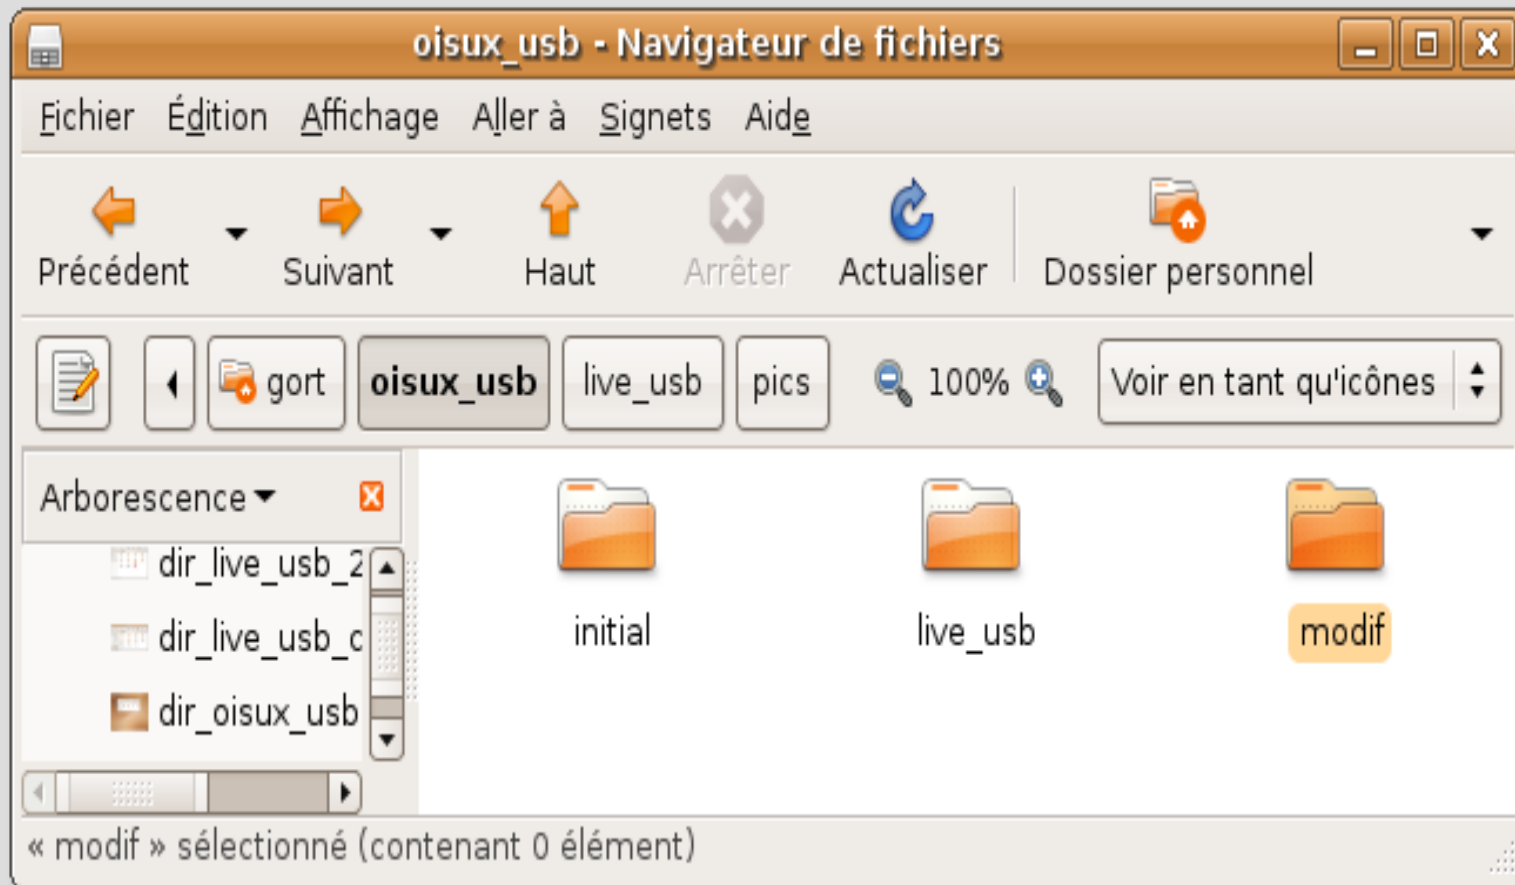 oisux_usb - Navigateur de fichiers
Fichier Édition Affichage Aller à Signets Aide
Précédent Suivant Haut Arrêter Actualiser Dossier personnel
gort oisux_usb live_usb pics 100% Voir en tant qu'icônes
Arborescence
dir_live_usb_2
dir_live_usb_c
dir_oisux_usb
initial live_usb modif
« modif » sélectionné (contenant 0 élément)